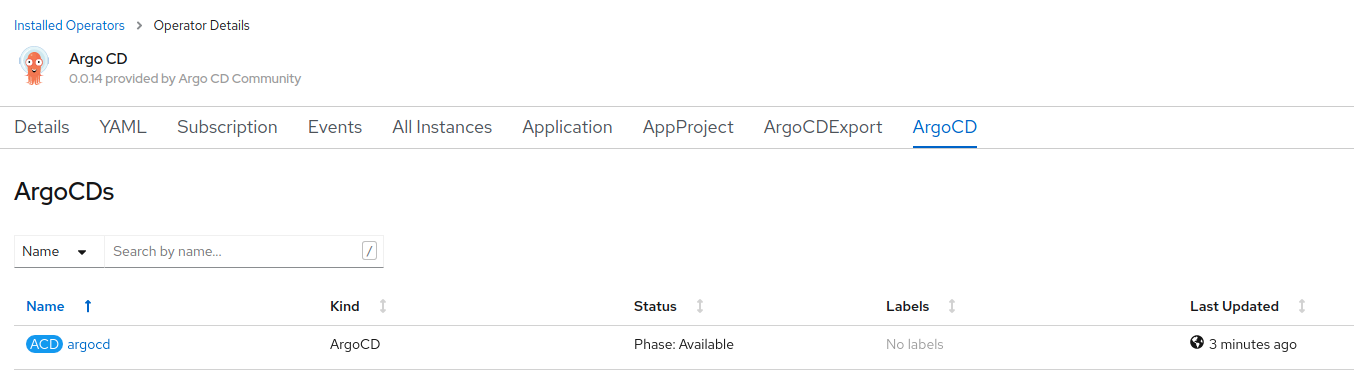 Installed Operators > Operator Details
Argo CD
0.0.14 provided by Argo CD Community
Details YAML Subscription Events All Instances Application AppProject ArgoCDExport ArgoCD
ArgoCDs
Name Search by name... /
Name Kind Status Labels Last Updated
ACD argocd ArgoCD Phase: Available No labels 3 minutes ago